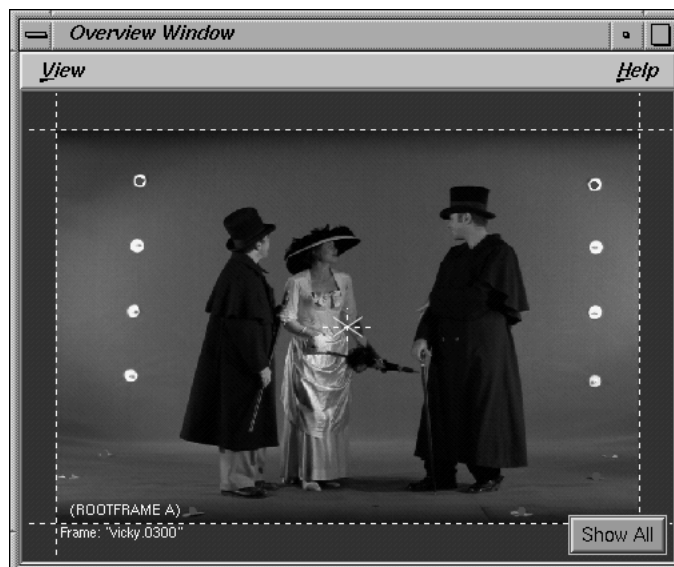 Overview Window
View Help
(ROOTFRAME A)
Frame: "vicky.0300"
Show All